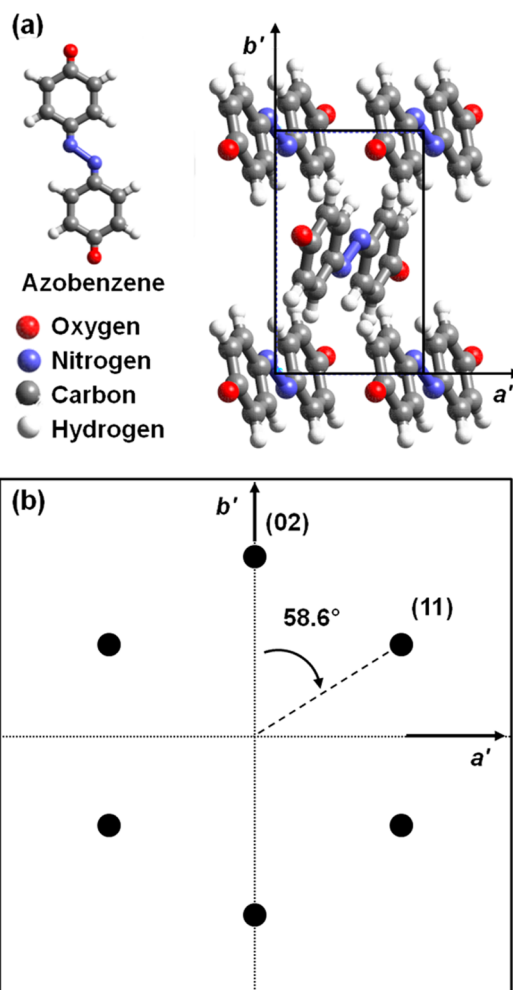 (a)
b'
Azobenzene
Oxygen
Nitrogen
Carbon
Hydrogen
a'
(b)
b'
(02)
(11)
58.6°
a'